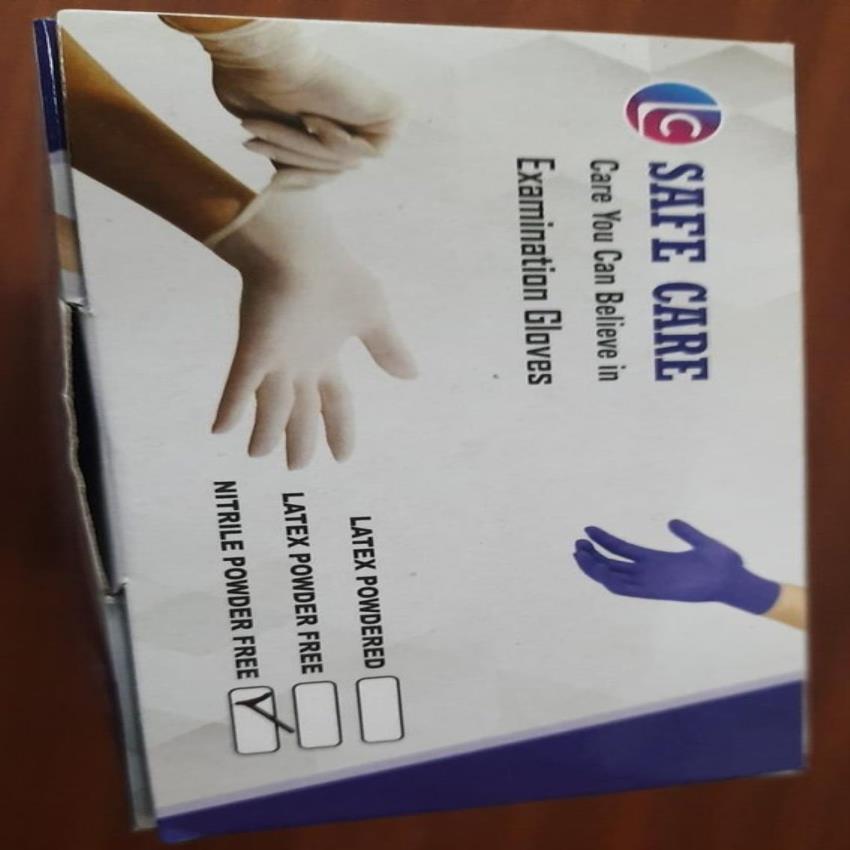 SAFE CARE
Care You Can Believe in
Examination Gloves
LATEX POWDERED
LATEX POWDER FREE
NITRILE POWDER FREE